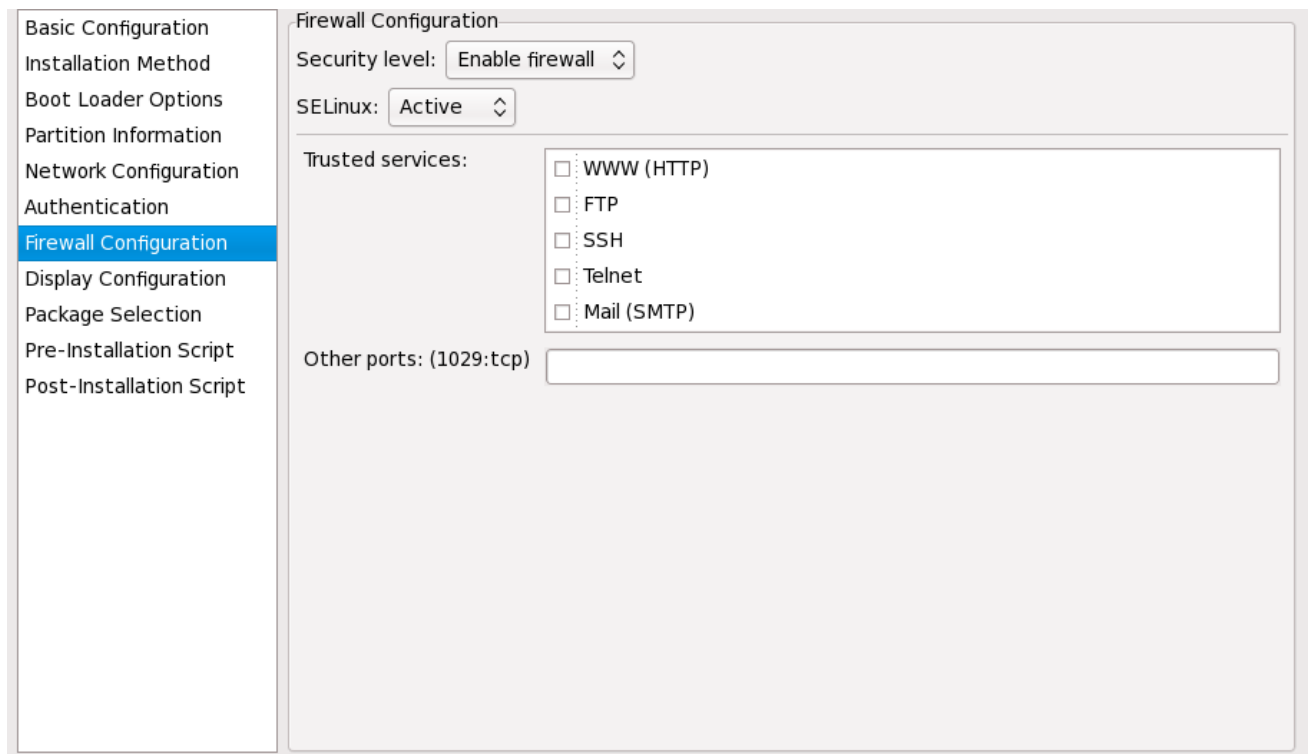 Basic Configuration
Installation Method
Boot Loader Options
Partition Information
Network Configuration
Authentication
Firewall Configuration
Display Configuration
Package Selection
Pre-Installation Script
Post-Installation Script
Firewall Configuration
Security level: Enable firewall
SELinux: Active
Trusted services:
WWW (HTTP)
FTP
SSH
Telnet
Mail (SMTP)
Other ports: (1029:tcp)